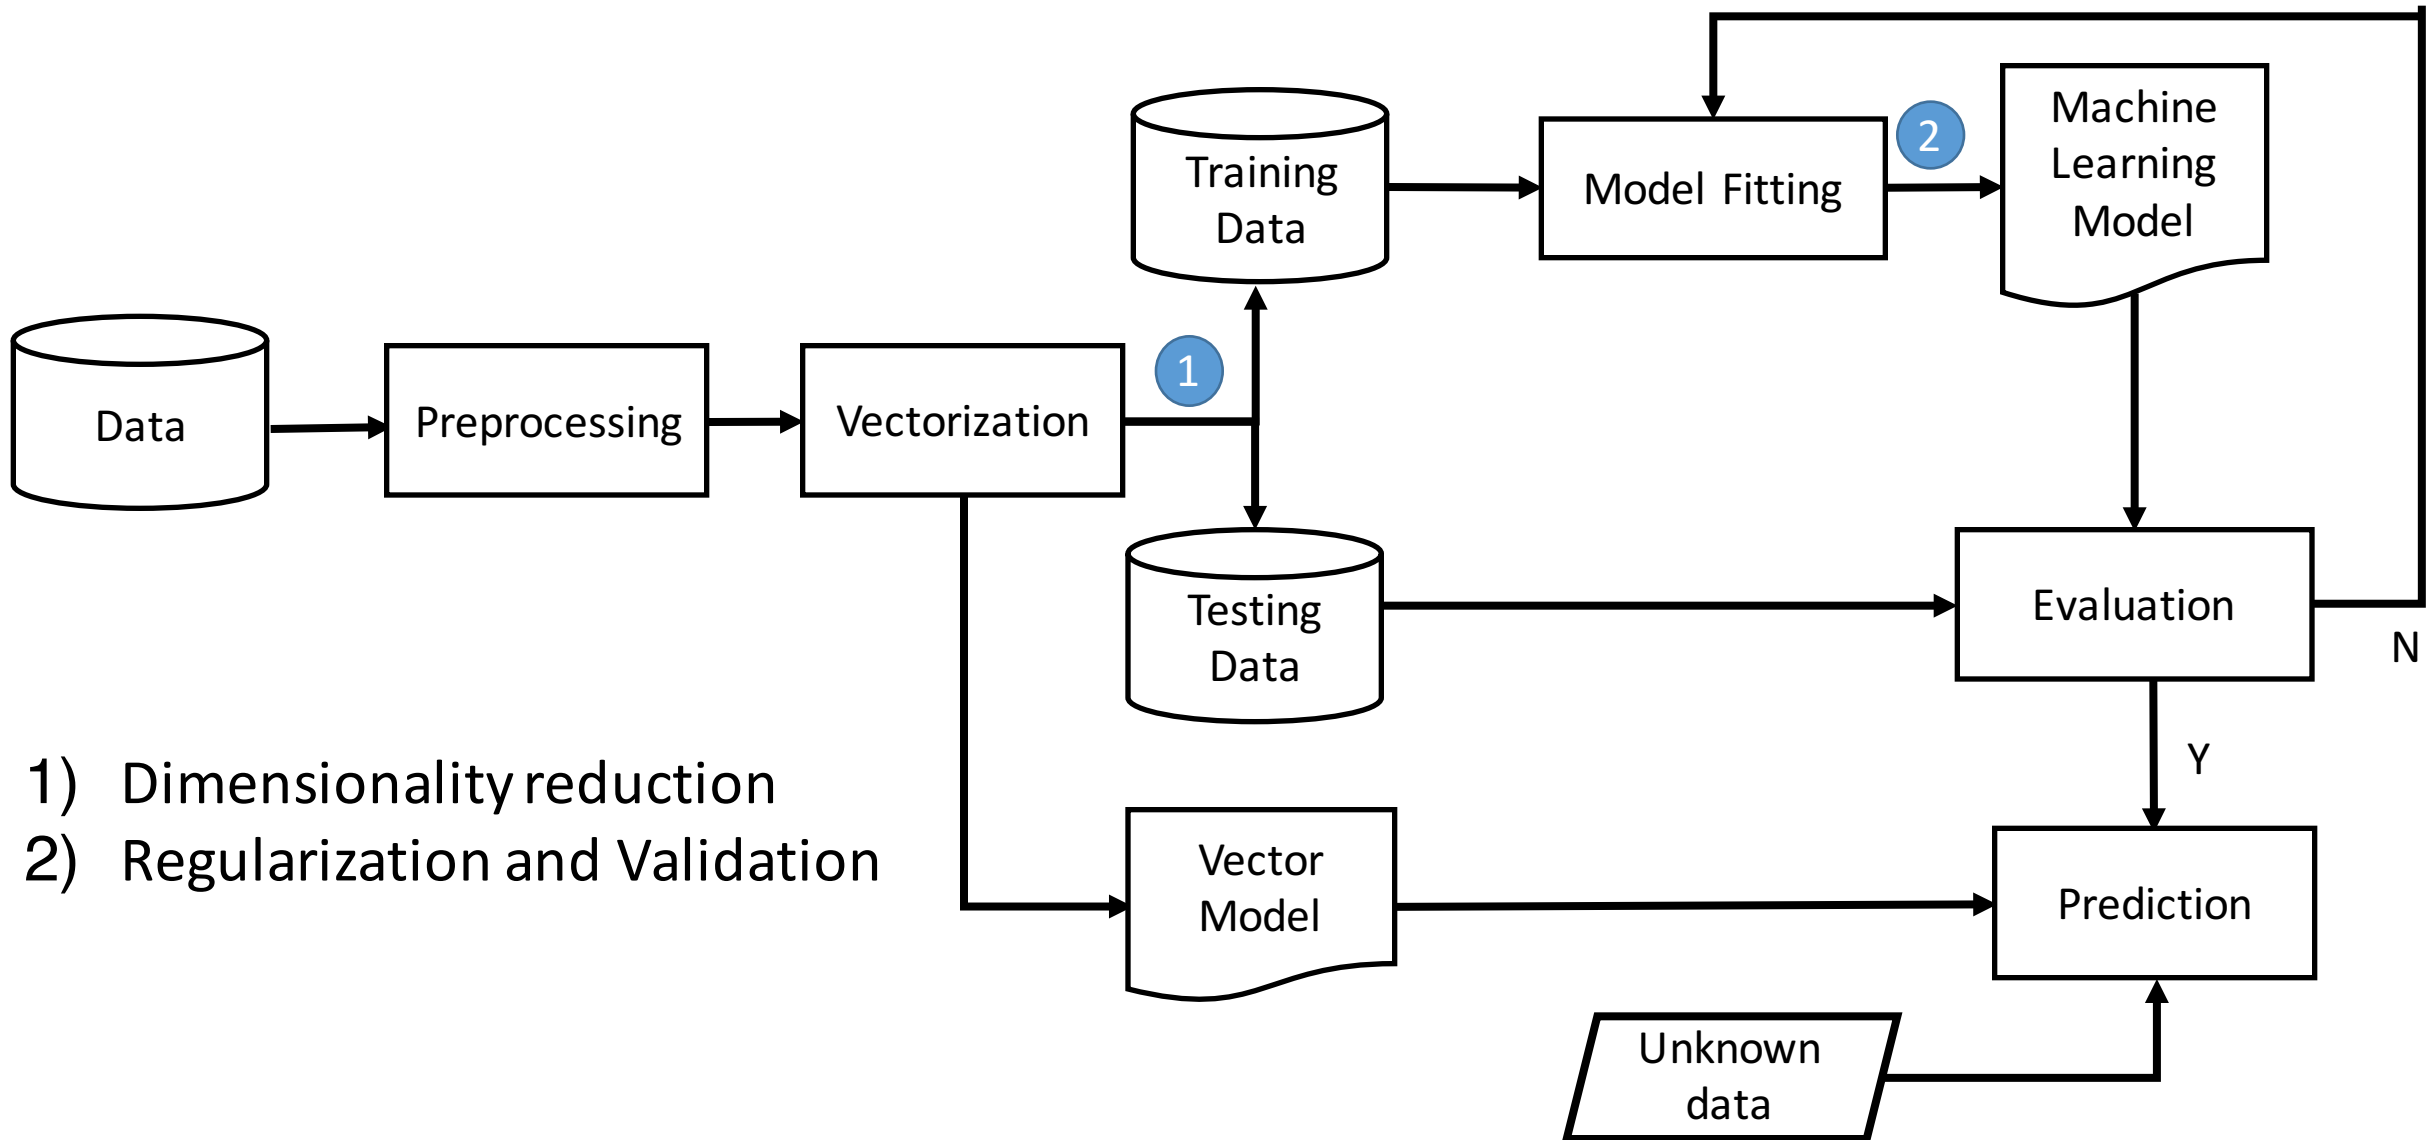 Data
Preprocessing
Vectorization
1
Training
Data
Model Fitting
2
Machine
Learning
Model
Testing
Data
Evaluation
N
Y
Vector
Model
Prediction
Unknown
data
1) Dimensionality reduction
2) Regularization and Validation